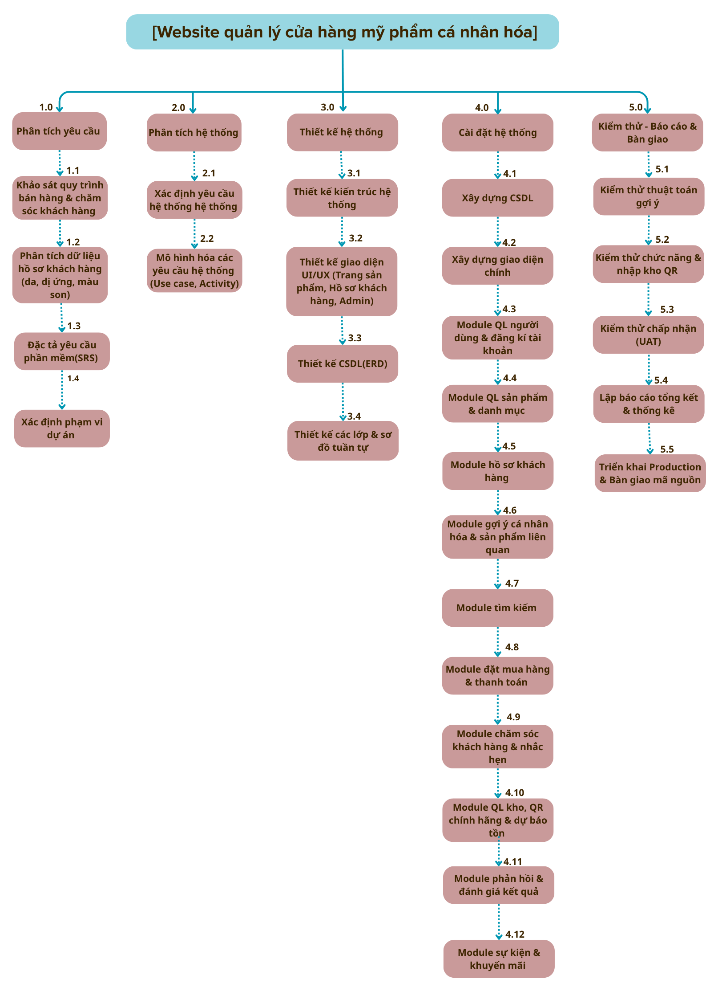 [Website quản lý cửa hàng mỹ phẩm cá nhân hóa]
1.0
Phân tích yêu cầu
1.1
Khảo sát quy trình
bán hàng & chăm
sóc khách hàng
1.2
Phân tích dữ liệu
hồ sơ khách hàng
(da, dị ứng, màu
son)
1.3
Đặc tả yêu cầu
phần mềm(SRS)
1.4
Xác định phạm vi
dự án
2.0
Phân tích hệ thống
2.1
Xác định yêu cầu
hệ thống hệ thống
2.2
Mô hình hóa các
yêu cầu hệ thống
(Use case, Activity)
3.0
Thiết kế hệ thống
3.1
Thiết kế kiến trúc hệ
thống
3.2
Thiết kế giao diện
UI/UX (Trang sản
phẩm, Hồ sơ khách
hàng, Admin)
3.3
Thiết kế CSDL(ERD)
3.4
Thiết kế các lớp & sơ
đồ tuần tự
4.0
Cài đặt hệ thống
4.1
Xây dựng CSDL
4.2
Xây dựng giao diện
chính
4.3
Module QL người
dùng & đăng kí tài
khoản
4.4
Module QL sản phẩm
& danh mục
4.5
Module hồ sơ khách
hàng
4.6
Module gợi ý cá nhân
hóa & sản phẩm liên
quan
4.7
Module tìm kiếm
4.8
Module đặt mua hàng
& thanh toán
4.9
Module chăm sóc
khách hàng & nhắc
hẹn
4.10
Module QL kho, QR
chính hãng & dự báo
tồn
4.11
Module phản hồi &
đánh giá kết quả
4.12
Module sự kiện &
khuyến mãi
5.0
Kiểm thử - Báo cáo &
Bàn giao
5.1
Kiểm thử thuật toán
gợi ý
5.2
Kiểm thử chức năng &
nhập kho QR
5.3
Kiểm thử chấp nhận
(UAT)
5.4
Lập báo cáo tổng kết
& thống kê
5.5
Triển khai Production
& Bàn giao mã nguồn